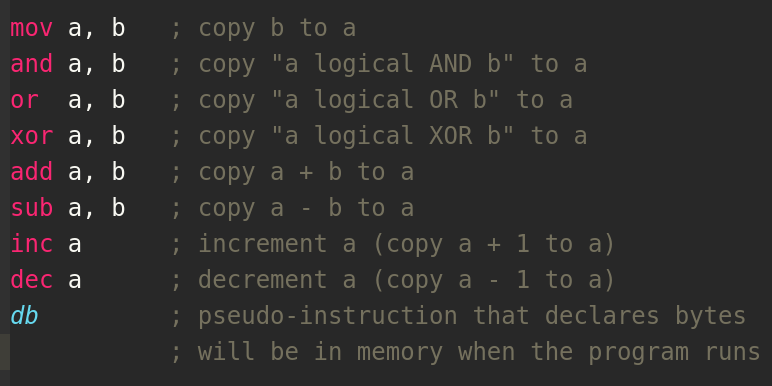 mov a, b   ; copy b to a
and a, b   ; copy "a logical AND b" to a
or  a, b   ; copy "a logical OR b" to a
xor a, b   ; copy "a logical XOR b" to a
add a, b   ; copy a + b to a
sub a, b   ; copy a - b to a
inc a      ; increment a (copy a + 1 to a)
dec a      ; decrement a (copy a - 1 to a)
db         ; pseudo-instruction that declares bytes
           ; will be in memory when the program runs